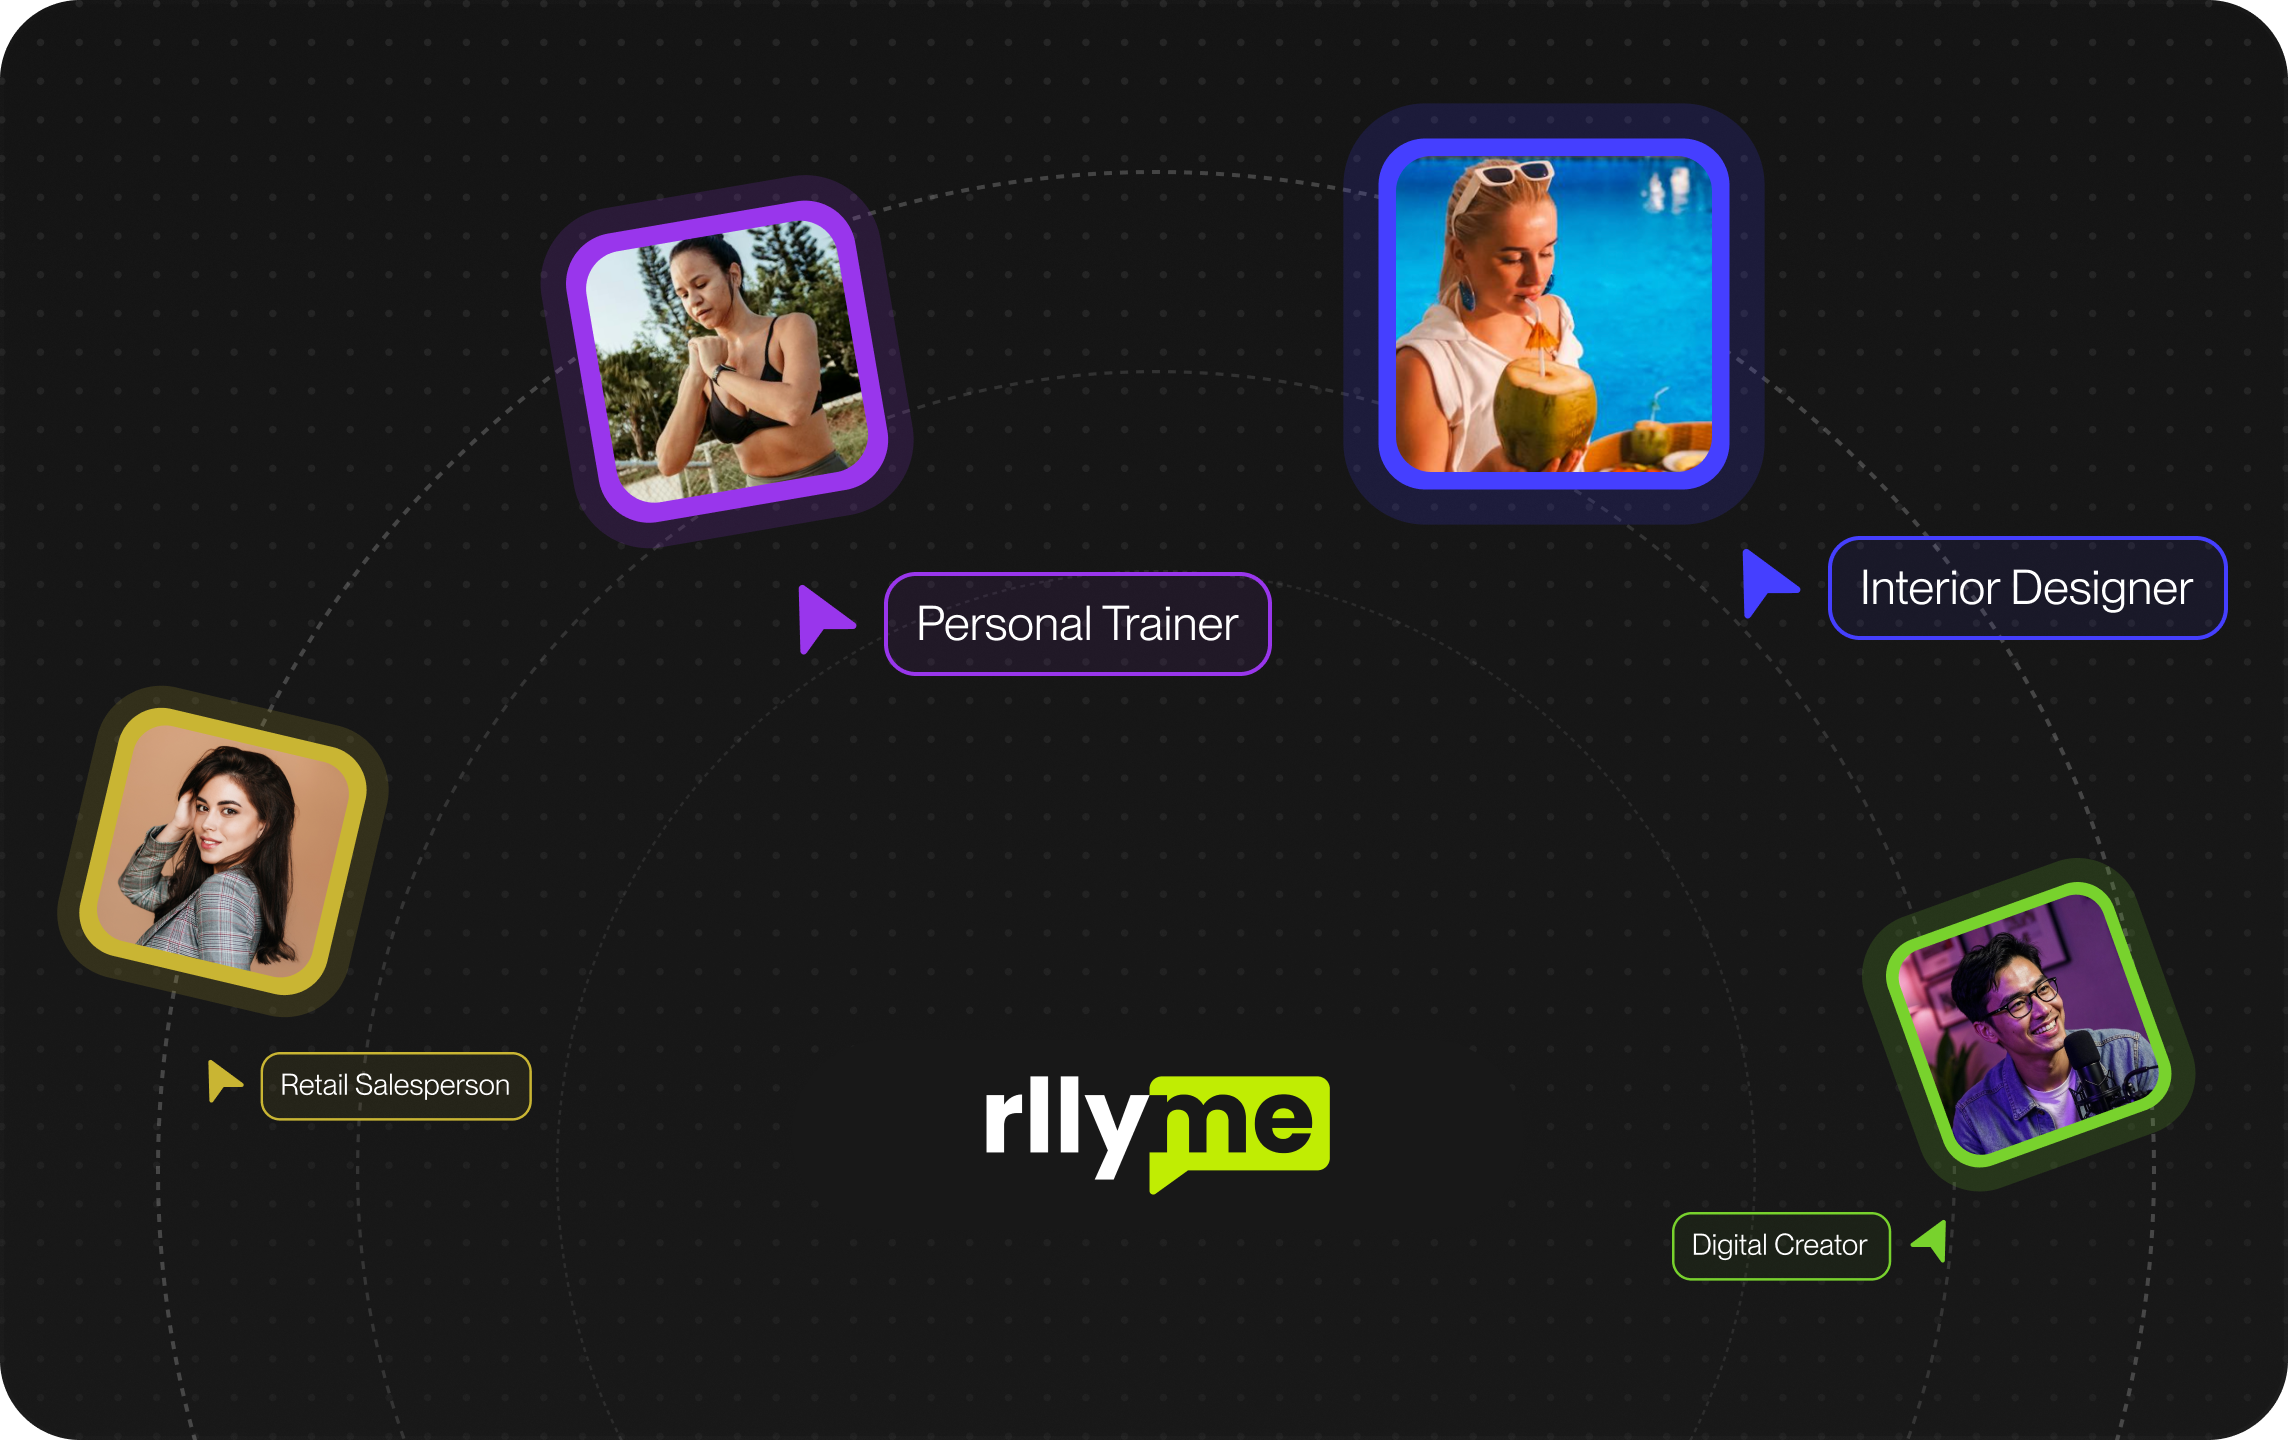 Interior Designer
Personal Trainer
Retail Salesperson
rllyme
Digital Creator